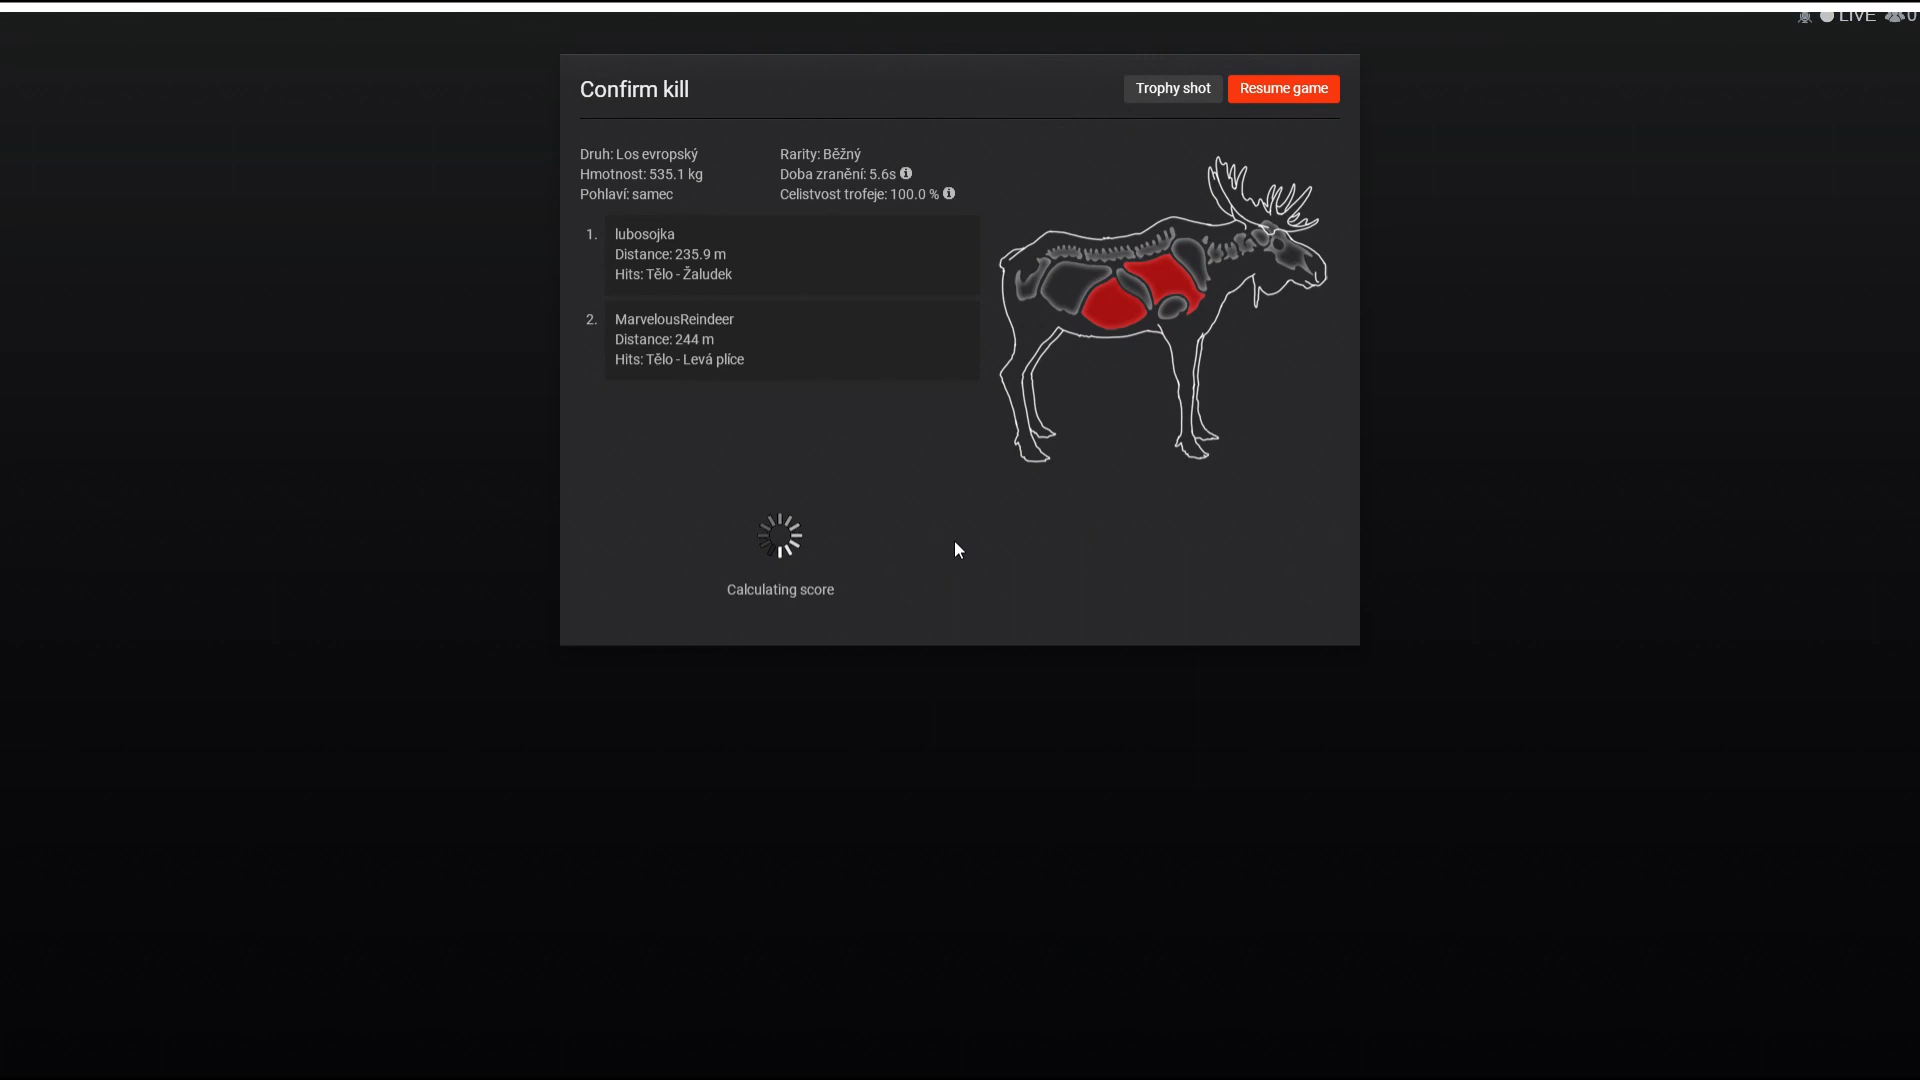 LIVE 0
Confirm kill
Trophy shot
Resume game
Druh: Los evropský
Hmotnost: 535.1 kg
Pohlaví: samec
Rarity: Běžný
Doba zranění: 5.6s
Celistvost trofeje: 100.0 %
1. lubosojka
Distance: 235.9 m
Hits: Tělo - Žaludek
2. MarvelousReindeer
Distance: 244 m
Hits: Tělo - Levá plíce
Calculating score